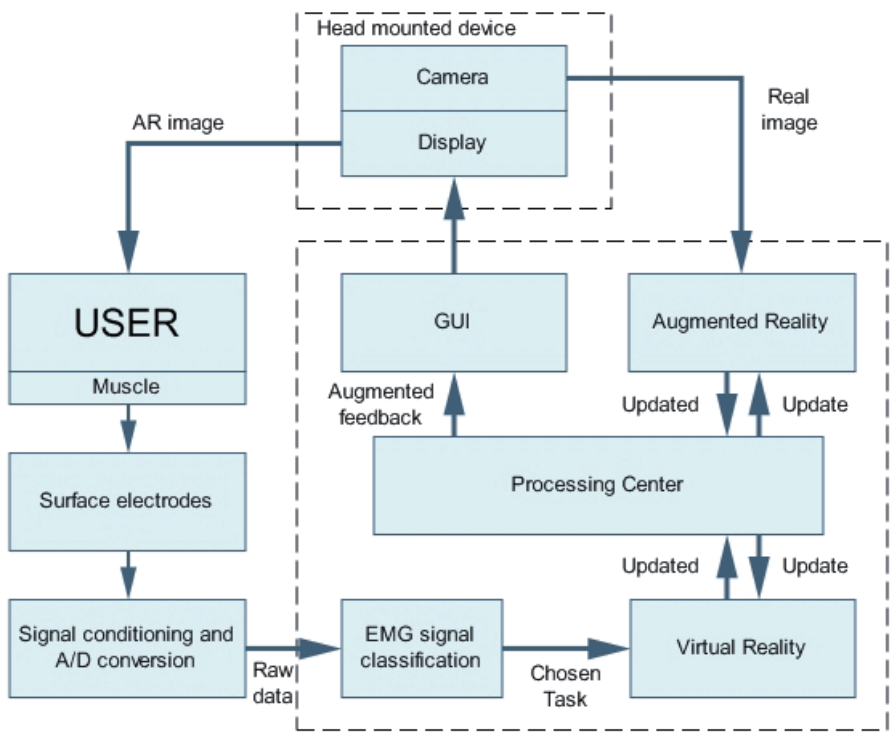 Head mounted device
Camera
Display
AR image
Real
image
USER
Muscle
GUI
Augmented Reality
Augmented
feedback
Updated
Update
Processing Center
Surface electrodes
Updated
Update
Signal conditioning and
A/D conversion
Raw
data
EMG signal
classification
Chosen
Task
Virtual Reality